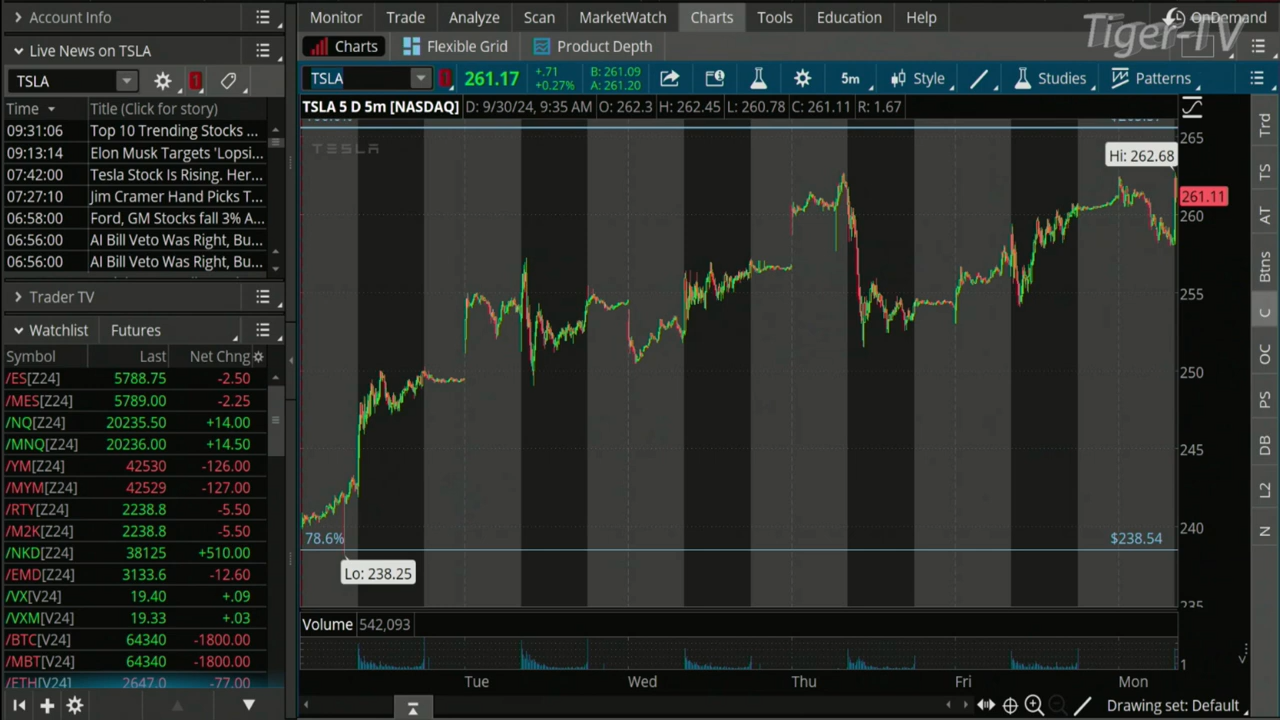 Account Info
Live News on TSLA
TSLA
Time Title (Click for story)
09:31:06 Top 10 Trending Stocks ...
09:13:14 Elon Musk Targets 'Lopsi...
07:42:00 Tesla Stock Is Rising. Her...
07:27:10 Jim Cramer Hand Picks T...
06:58:00 Ford, GM Stocks fall 3% A...
06:56:00 AI Bill Veto Was Right, Bu...
06:56:00 AI Bill Veto Was Right, Bu...
Trader TV
Watchlist Futures
Symbol Last Net Chng
/ES[Z24] 5788.75 -2.50
/MES[Z24] 5789.00 -2.25
/NQ[Z24] 20235.50 +14.00
/MNQ[Z24] 20236.00 +14.50
/YM[Z24] 42530 -126.00
/MYM[Z24] 42529 -127.00
/RTY[Z24] 2238.8 -5.50
/M2K[Z24] 2238.8 -5.50
/NKD[Z24] 38125 +510.00
/EMD[Z24] 3133.6 -12.60
/VX[V24] 19.40 +.09
/VXM[V24] 19.33 +.03
/BTC[V24] 64340 -1800.00
/MBT[V24] 64340 -1800.00
/ETH[V24] 2647.0 -77.00
Monitor Trade Analyze Scan MarketWatch Charts Tools Education Help
OnDemand
Tiger-TV
Charts Flexible Grid Product Depth
TSLA 1 261.17 +.71 +0.27% B: 261.09 A: 261.20 5m Style Studies Patterns
TSLA 5 D 5m [NASDAQ] D: 9/30/24, 9:35 AM O: 262.3 H: 262.45 L: 260.78 C: 261.11 R: 1.67
TESLA
Hi: 262.68
261.11
265
260
255
250
245
240
235
78.6% $238.54
Lo: 238.25
Volume 542,093
1
Tue Wed Thu Fri Mon
Drawing set: Default
Trd
TS
AT
Btns
C
OC
PS
DB
L2
N